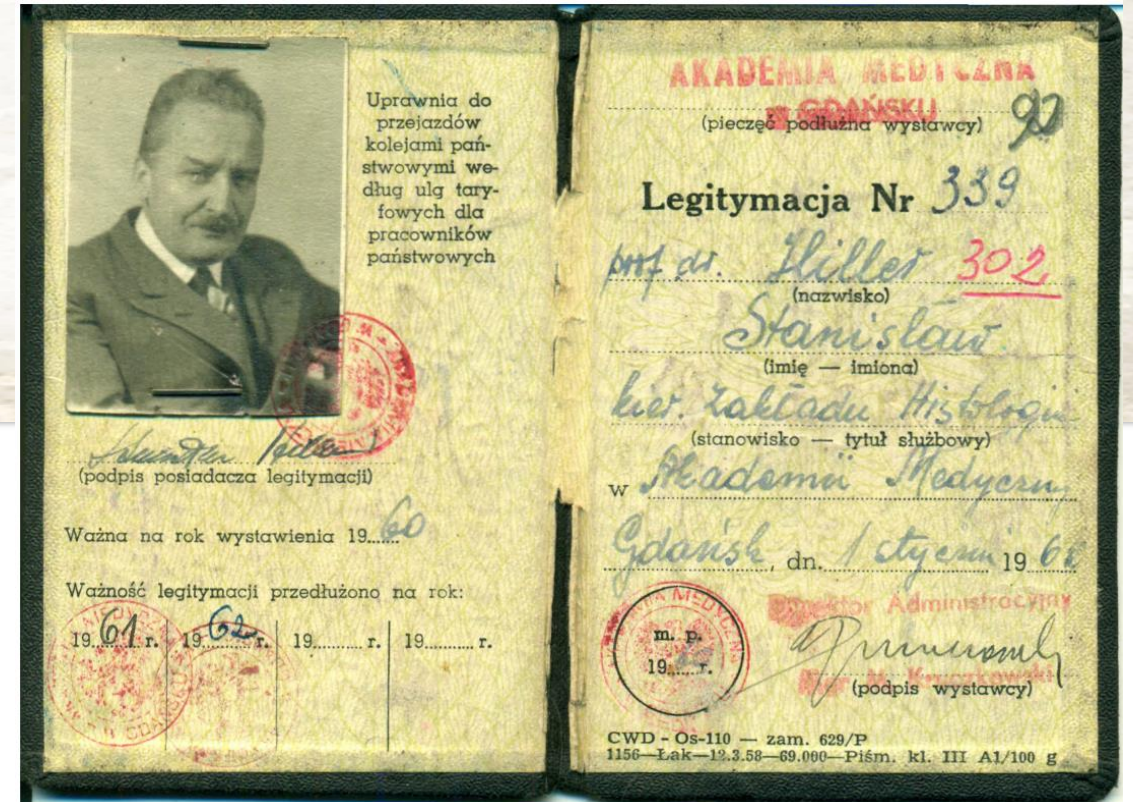 Uprawnia do
przejazdów
kolejami pań-
stwowymi we-
dług ulg tary-
fowych dla
pracowników
państwowych
(podpis posiadacza legitymacji)
Ważna na rok wystawienia 19 60
Ważność legitymacji przedłużono na rok:
19 61 r. 19 62 r. 19 r. 19 r.
AKADEMIA MEDYCZNA
w GDAŃSKU
(pieczęć podłużna wystawcy)
Legitymacja Nr 339
prof dr. Hiller 302
(nazwisko)
Stanisław
(imię — imiona)
kier. Zakładu Histologii
(stanowisko — tytuł służbowy)
w Akademii Medycznej
Gdańsk, dn. 1 stycznia 19
Dyrektor Administracyjny
m. p.
19 r.
(podpis wystawcy)
CWD - Os-110 — zam. 629/P
1156—Łak—12.3.58—69.000—Piśm. kl. III A1/100 g